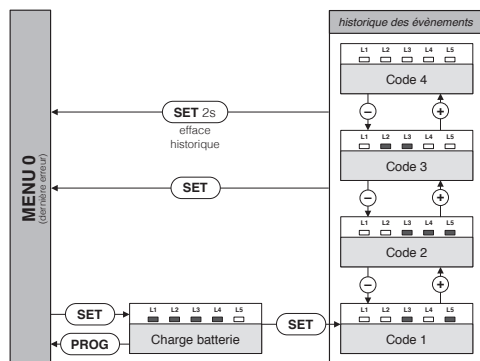 historique des évènements
L1 L2 L3 L4 L5
Code 4
SET 2s
efface
historique
− +
L1 L2 L3 L4 L5
Code 3
SET
− +
MENU 0
(dernière erreur)
L1 L2 L3 L4 L5
Code 2
− +
SET
L1 L2 L3 L4 L5
Charge batterie
PROG
SET
L1 L2 L3 L4 L5
Code 1